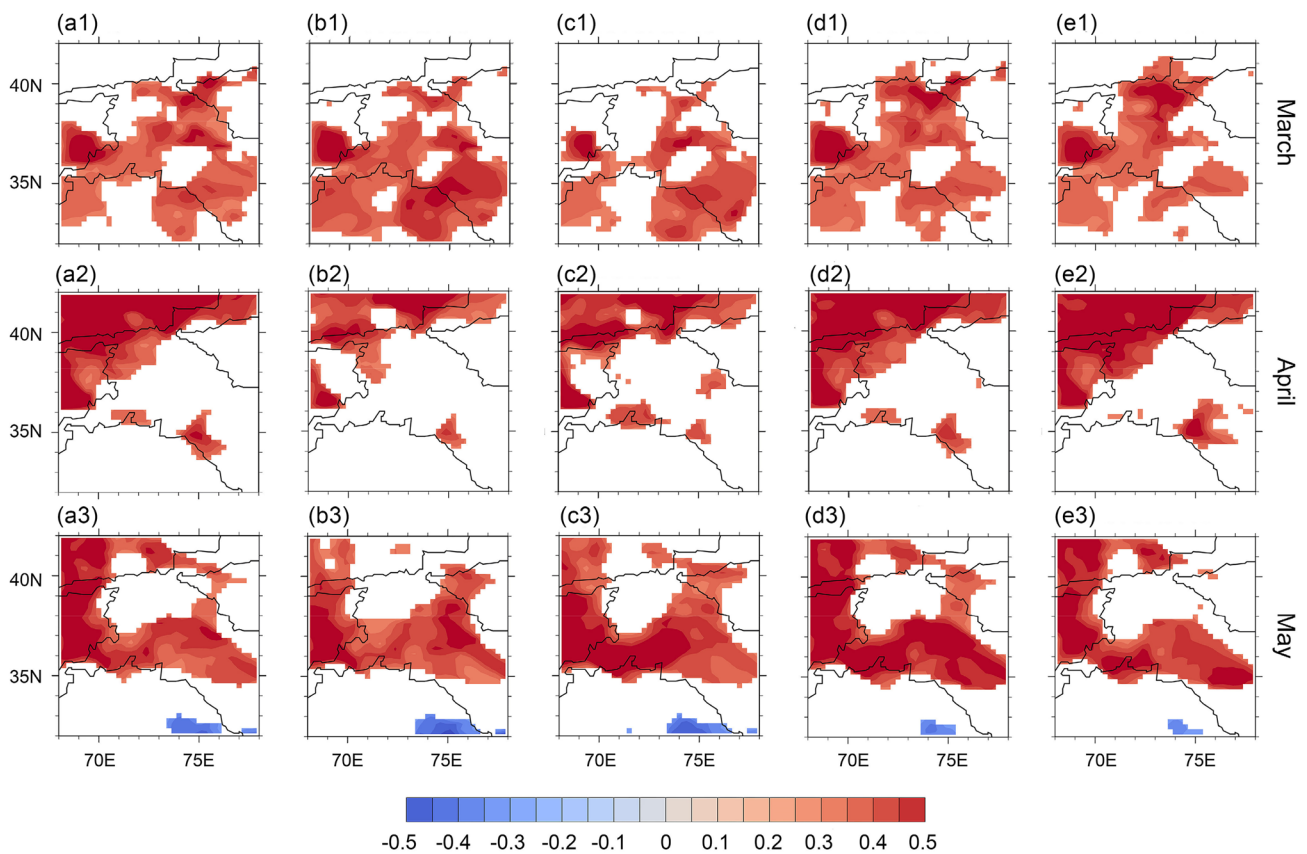 (a1) (b1) (c1) (d1) (e1)
40N
35N
March
(a2) (b2) (c2) (d2) (e2)
40N
35N
April
(a3) (b3) (c3) (d3) (e3)
40N
35N
May
70E 75E 70E 75E 70E 75E 70E 75E 70E 75E
-0.5 -0.4 -0.3 -0.2 -0.1 0 0.1 0.2 0.3 0.4 0.5